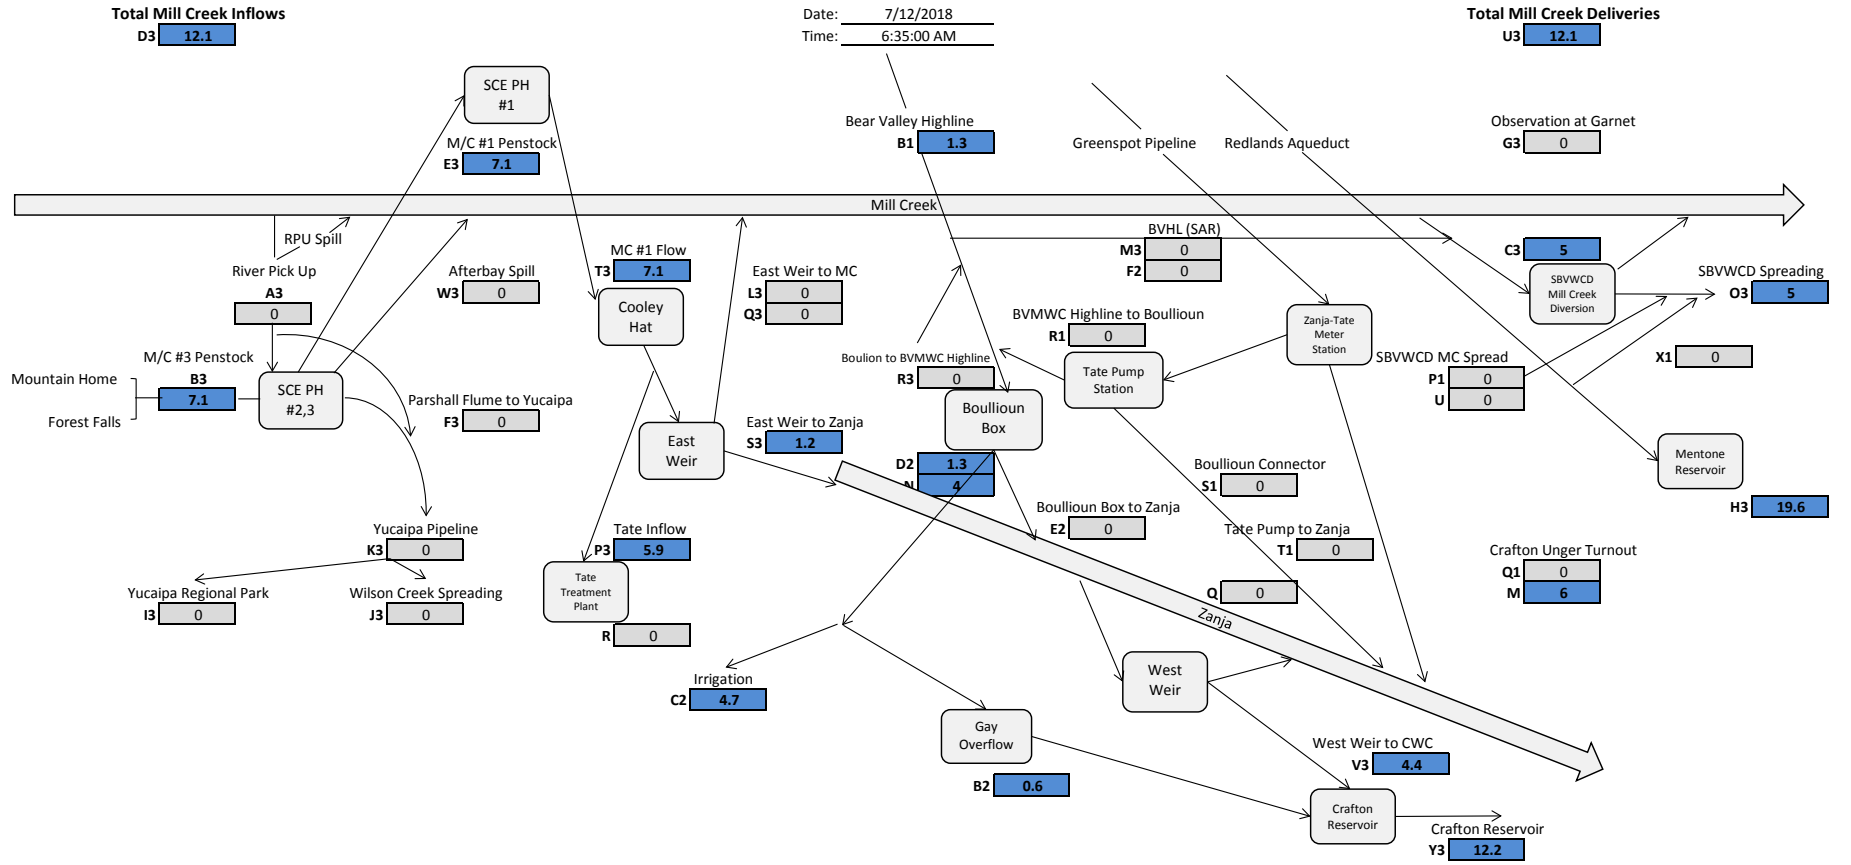 Total Mill Creek Inflows
D3 12.1
Date: 7/12/2018
Time: 6:35:00 AM
Total Mill Creek Deliveries
U3 12.1
SCE PH
#1
M/C #1 Penstock
E3 7.1
Bear Valley Highline
B1 1.3
Greenspot Pipeline
Redlands Aqueduct
Observation at Garnet
G3 0
Mill Creek
RPU Spill
River Pick Up
A3
0
Afterbay Spill
W3 0
MC #1 Flow
T3 7.1
Cooley
Hat
East Weir to MC
L3 0
Q3 0
BVHL (SAR)
M3 0
F2 0
C3 5
SBVWCD
Mill Creek
Diversion
SBVWCD Spreading
O3 5
BVMWC Highline to Boullioun
R1 0
Zanja-Tate
Meter
Station
M/C #3 Penstock
B3
7.1
Mountain Home
Forest Falls
SCE PH
#2,3
Boulion to BVMWC Highline
R3 0
Tate Pump
Station
SBVWCD MC Spread
P1 0
U 0
X1 0
Parshall Flume to Yucaipa
F3 0
East
Weir
East Weir to Zanja
S3 1.2
Boullioun
Box
D2 1.3
N 4
Boullioun Connector
S1 0
Mentone
Reservoir
H3 19.6
Boullioun Box to Zanja
E2 0
Yucaipa Pipeline
K3 0
Tate Inflow
P3 5.9
Tate
Treatment
Plant
R 0
Tate Pump to Zanja
T1 0
Crafton Unger Turnout
Q1 0
M 6
Yucaipa Regional Park
I3 0
Wilson Creek Spreading
J3 0
Q 0
Zanja
Irrigation
C2 4.7
West
Weir
Gay
Overflow
B2 0.6
West Weir to CWC
V3 4.4
Crafton
Reservoir
Crafton Reservoir
Y3 12.2